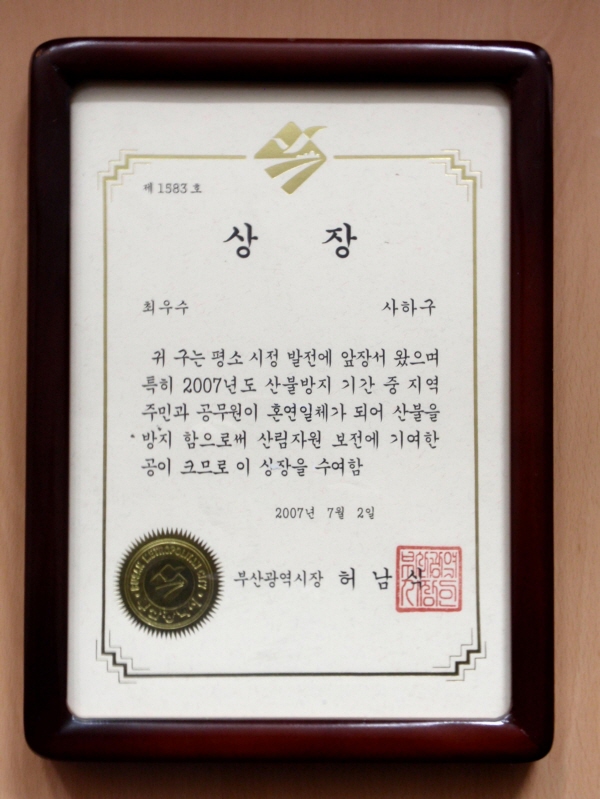 제 1583 호
상 장
최우수 사하구
귀 구는 평소 시정 발전에 앞장서 왔으며
특히 2007년도 산불방지 기간 중 지역
주민과 공무원이 혼연일체가 되어 산불을
방지 함으로써 산림자원 보전에 기여한
공이 크므로 이 상장을 수여함
2007년 7월 2일
부산광역시장 허 남 식